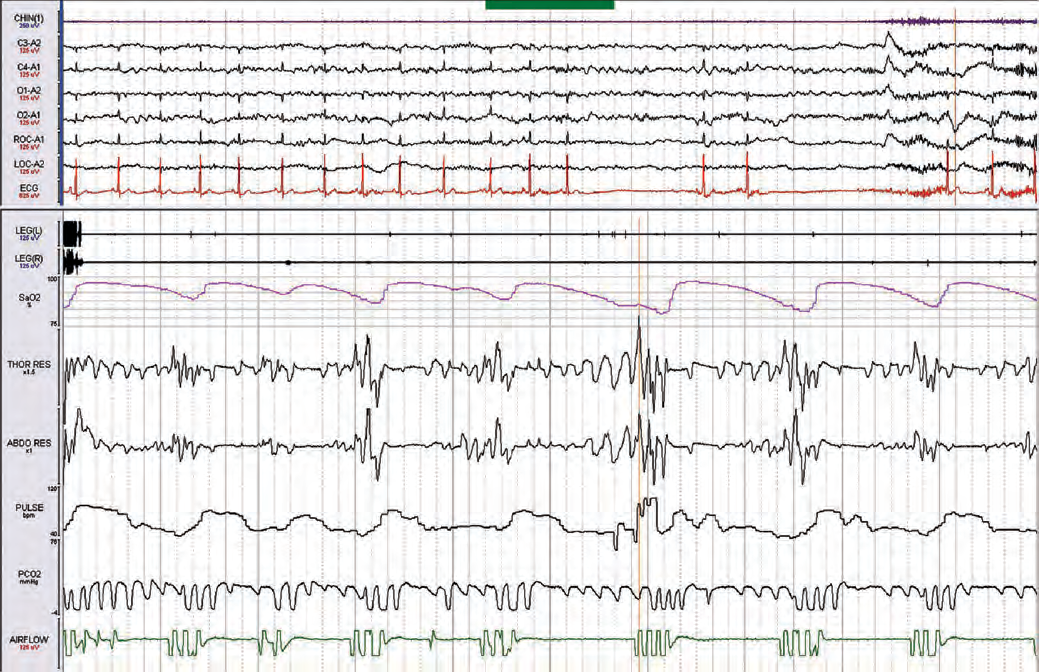 CHIN(1)
250 uV
C3-A2
125 uV
C4-A1
125 uV
O1-A2
125 uV
O2-A1
125 uV
ROC-A1
125 uV
LOC-A2
125 uV
ECG
625 uV
LEG(L)
125 uV
LEG(R)
125 uV
100
SaO2
%
75
THOR RES
x1.5
ABDO RES
x1
120
PULSE
bpm
40
75
PCO2
mmHg
-4
AIRFLOW
125 uV